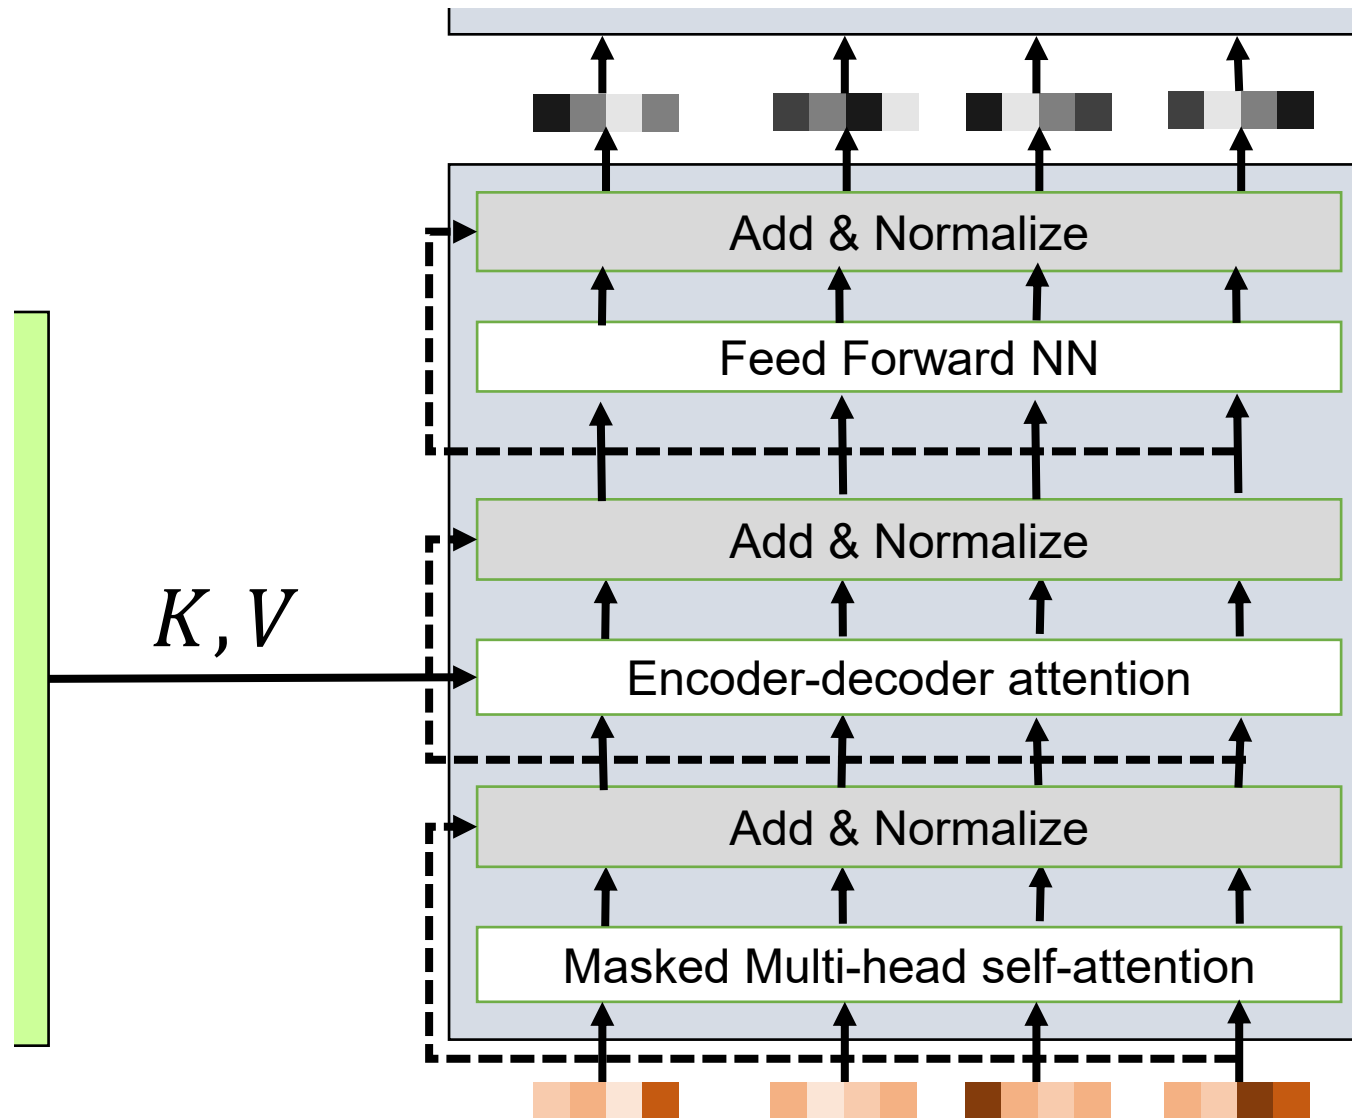 Add & Normalize
Feed Forward NN
Add & Normalize
K, V
Encoder-decoder attention
Add & Normalize
Masked Multi-head self-attention